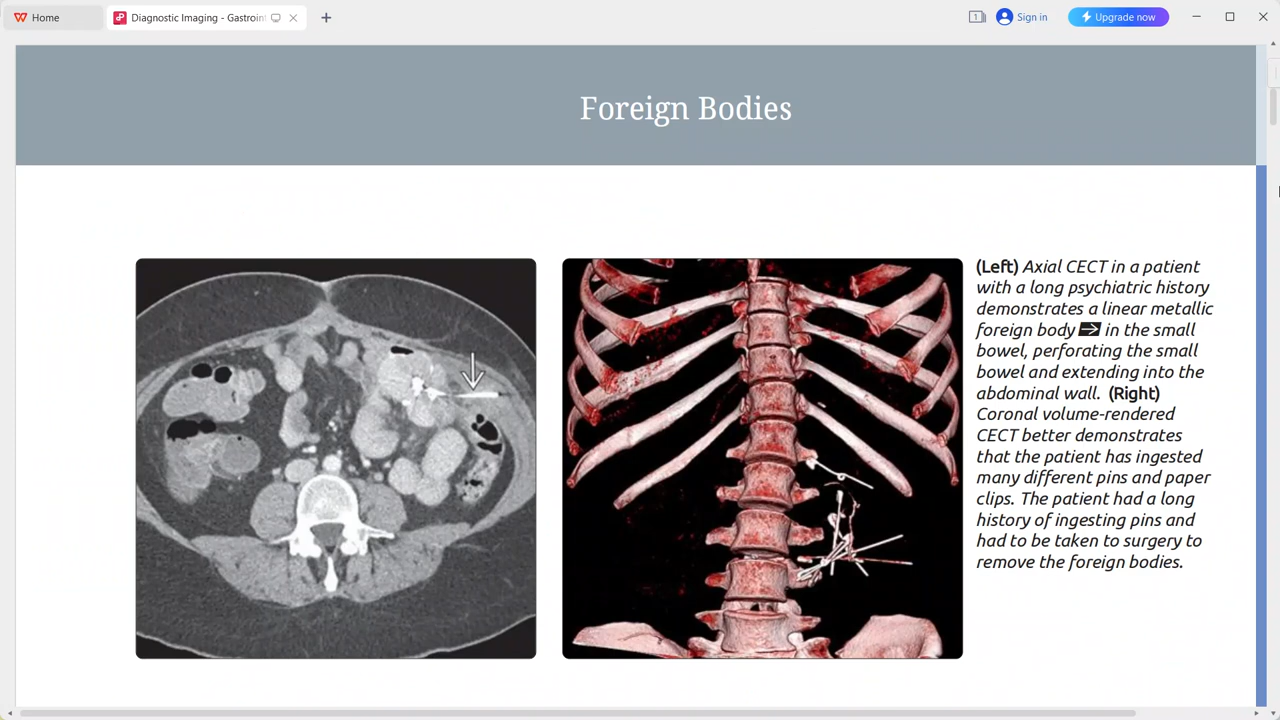 Home
Diagnostic Imaging - Gastroint
1
Sign in
Upgrade now
Foreign Bodies
(Left) Axial CECT in a patient
with a long psychiatric history
demonstrates a linear metallic
foreign body in the small
bowel, perforating the small
bowel and extending into the
abdominal wall. (Right)
Coronal volume-rendered
CECT better demonstrates
that the patient has ingested
many different pins and paper
clips. The patient had a long
history of ingesting pins and
had to be taken to surgery to
remove the foreign bodies.